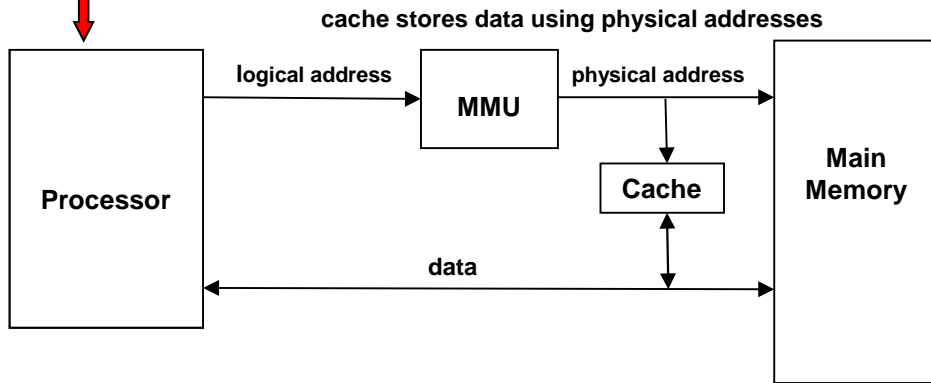 cache stores data using physical addresses
logical address
physical address
MMU
Main
Memory
Cache
Processor
data